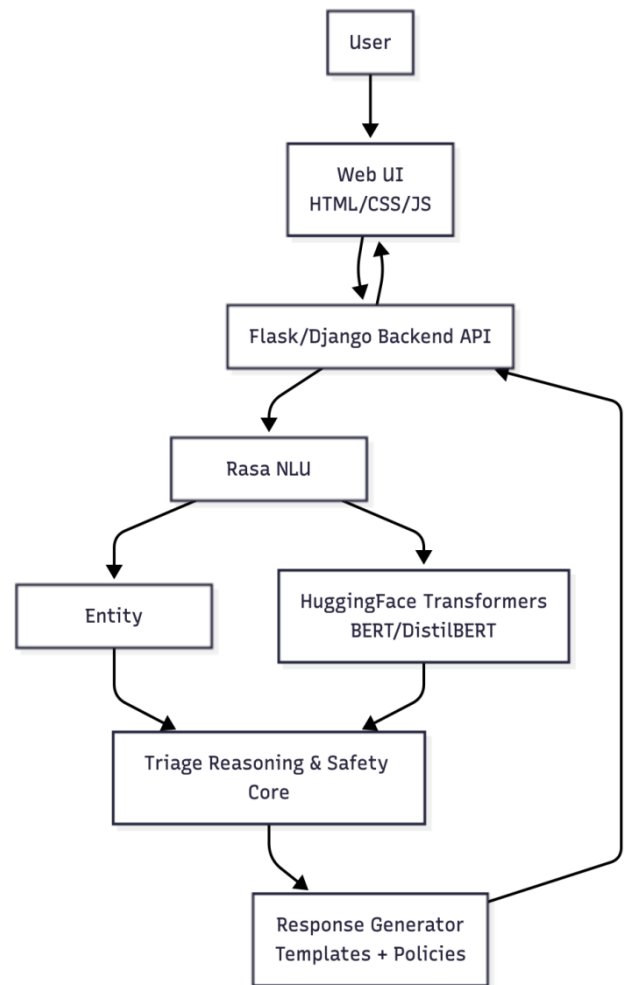 User
Web UI
HTML/CSS/JS
Flask/Django Backend API
Rasa NLU
Entity
HuggingFace Transformers
BERT/DistilBERT
Triage Reasoning & Safety
Core
Response Generator
Templates + Policies